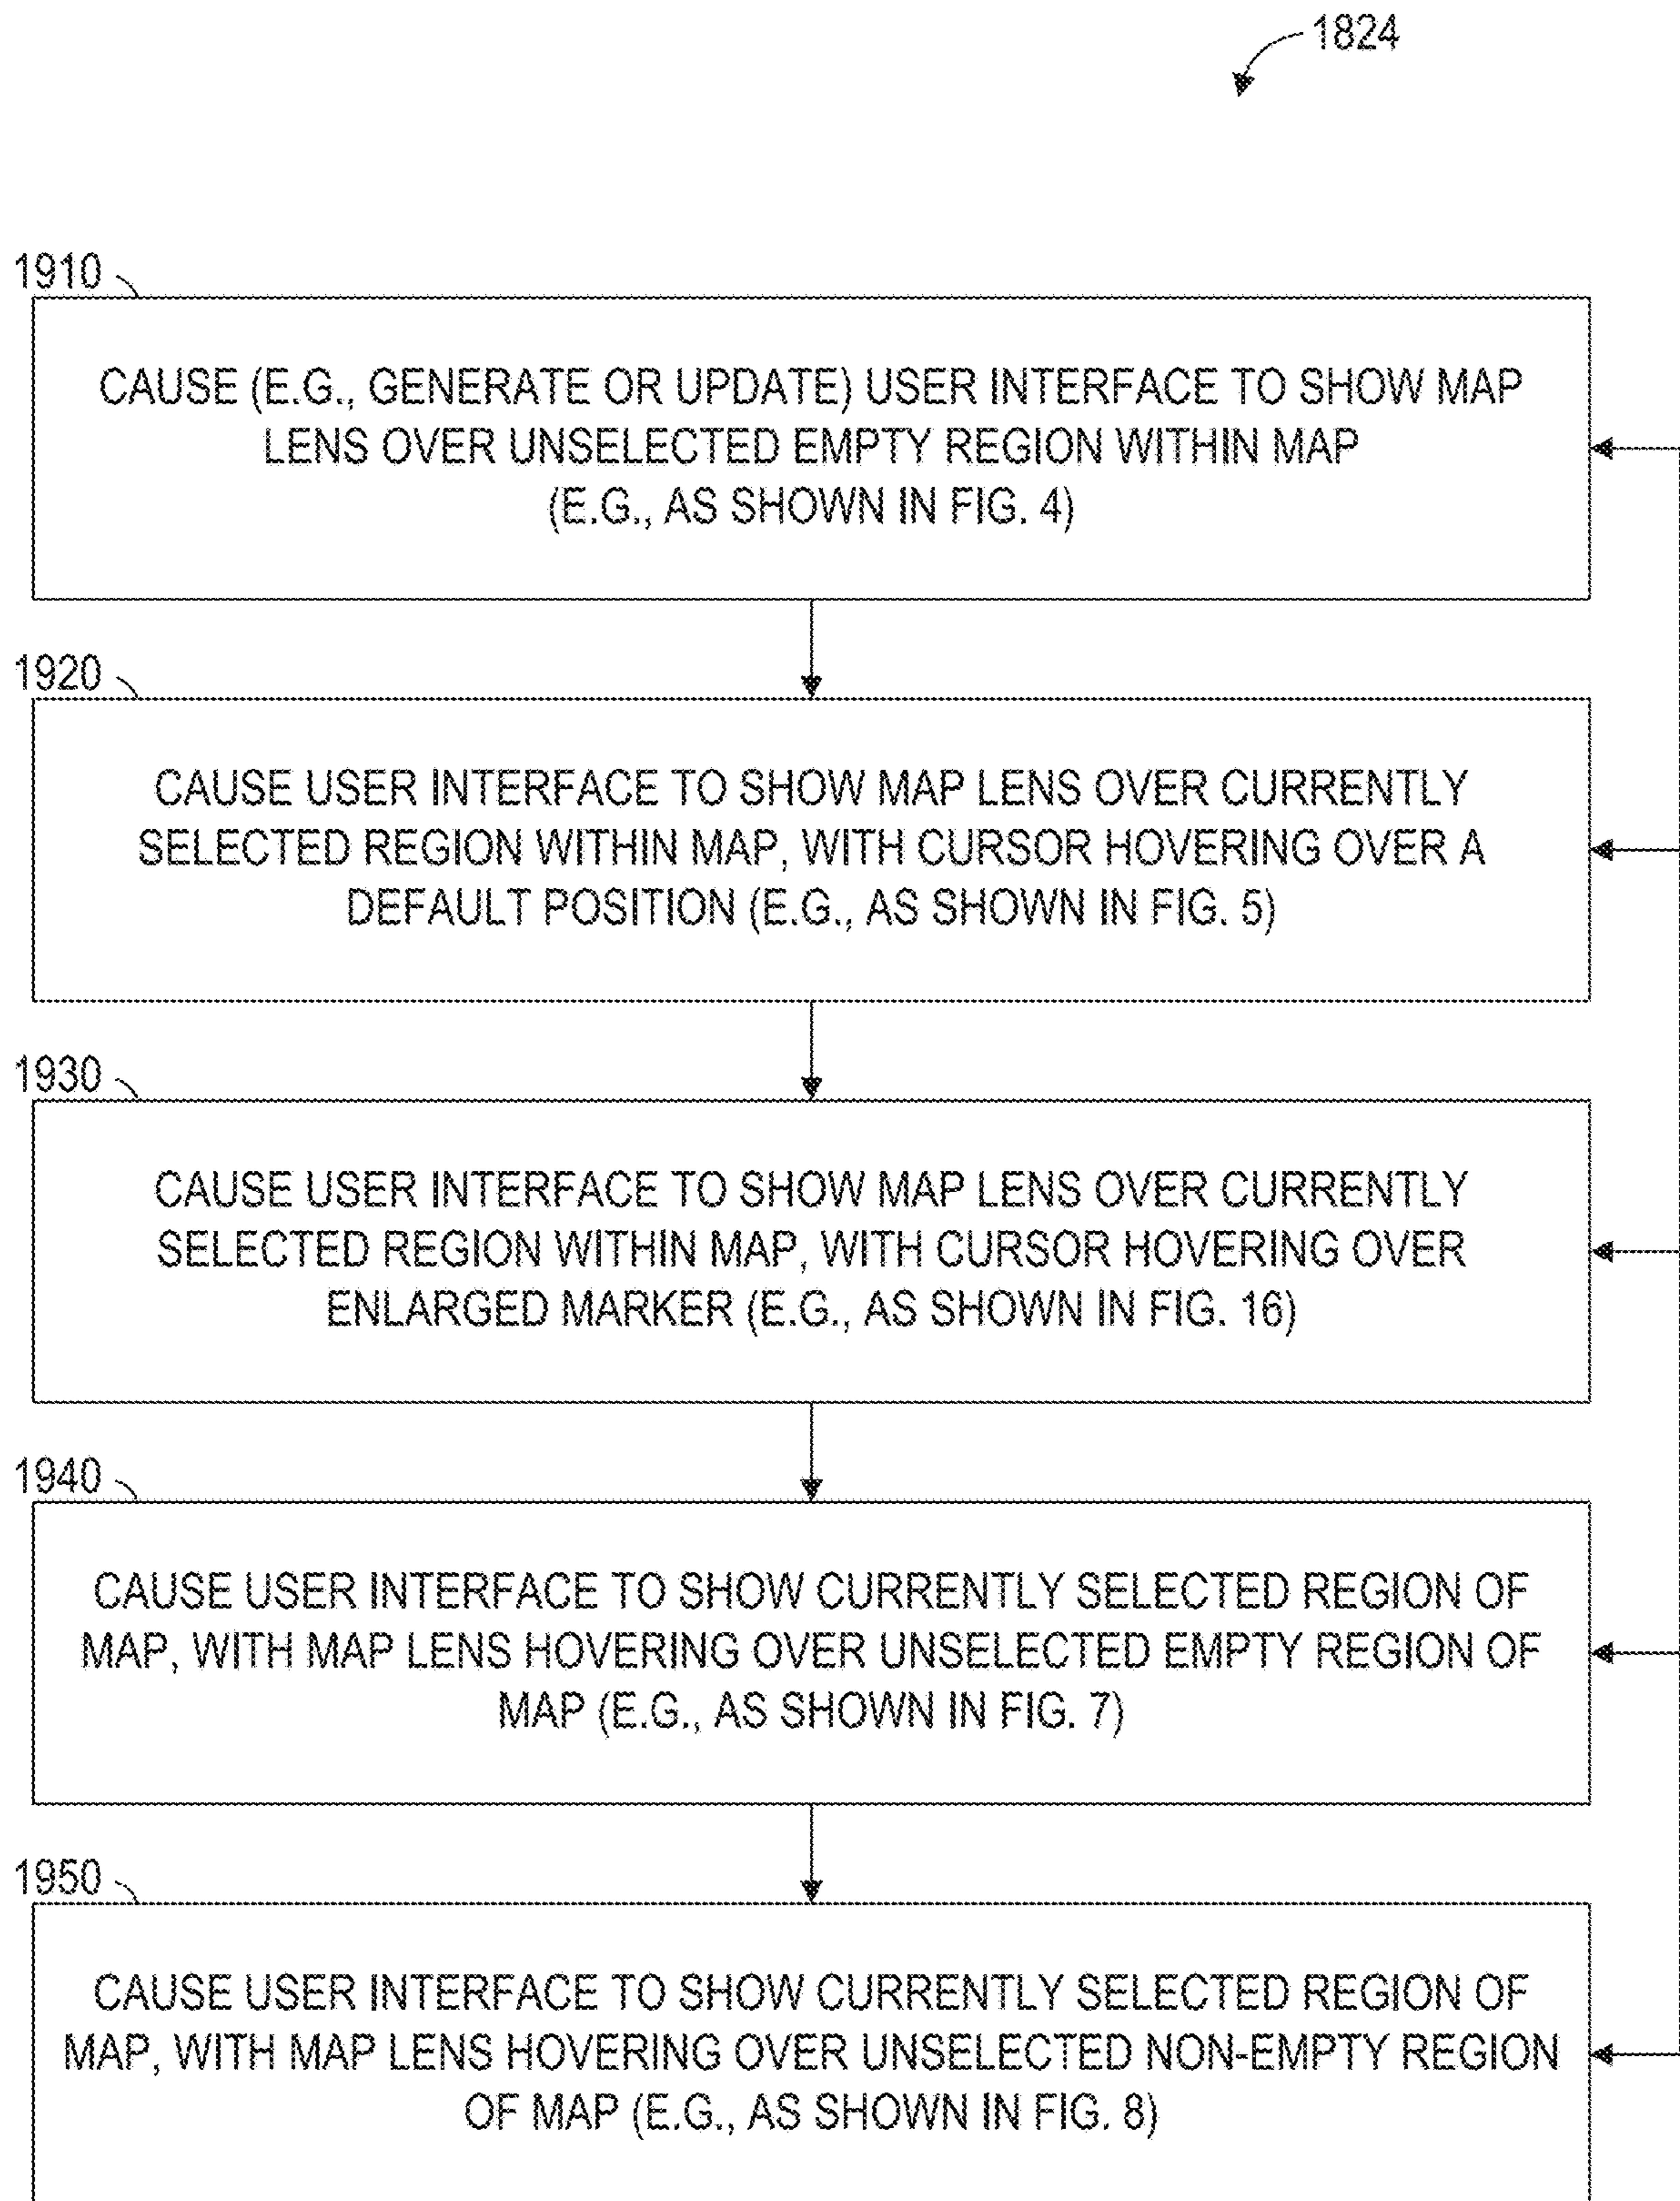 1824
1910
CAUSE (E.G., GENERATE OR UPDATE) USER INTERFACE TO SHOW MAP
LENS OVER UNSELECTED EMPTY REGION WITHIN MAP
(E.G., AS SHOWN IN FIG. 4)
1920
CAUSE USER INTERFACE TO SHOW MAP LENS OVER CURRENTLY
SELECTED REGION WITHIN MAP, WITH CURSOR HOVERING OVER A
DEFAULT POSITION (E.G., AS SHOWN IN FIG. 5)
1930
CAUSE USER INTERFACE TO SHOW MAP LENS OVER CURRENTLY
SELECTED REGION WITHIN MAP, WITH CURSOR HOVERING OVER
ENLARGED MARKER (E.G., AS SHOWN IN FIG. 16)
1940
CAUSE USER INTERFACE TO SHOW CURRENTLY SELECTED REGION OF
MAP, WITH MAP LENS HOVERING OVER UNSELECTED EMPTY REGION OF
MAP (E.G., AS SHOWN IN FIG. 7)
1950
CAUSE USER INTERFACE TO SHOW CURRENTLY SELECTED REGION OF
MAP, WITH MAP LENS HOVERING OVER UNSELECTED NON-EMPTY REGION
OF MAP (E.G., AS SHOWN IN FIG. 8)